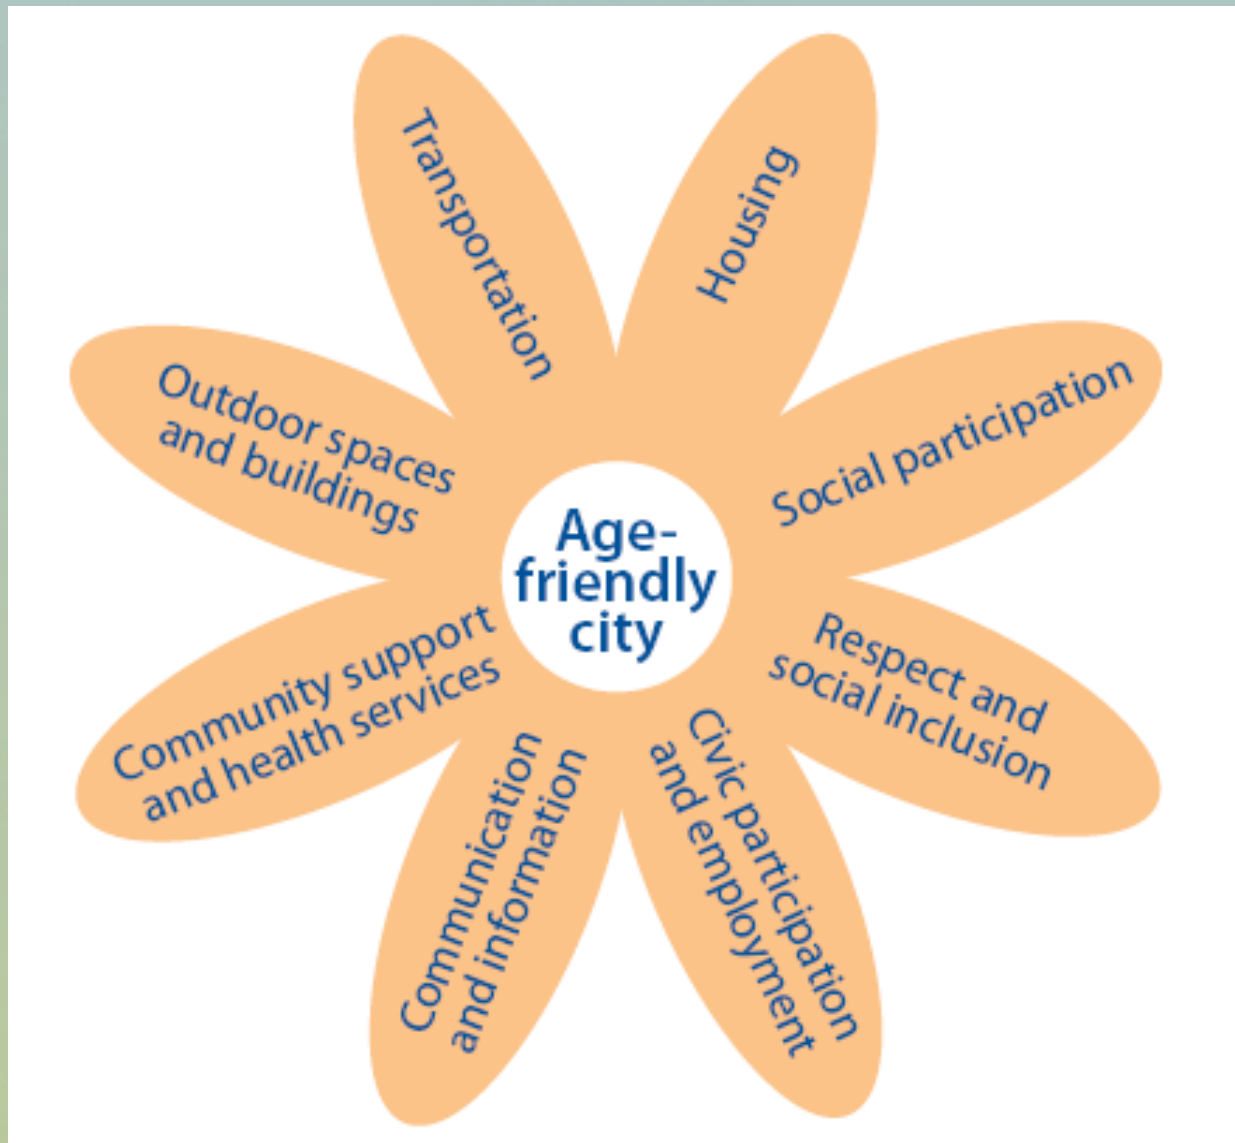 Transportation
Housing
Outdoor spaces
and buildings
Social participation
Age-
friendly
city
Community support
and health services
Respect and
social inclusion
Communication
and information
Civic participation
and employment